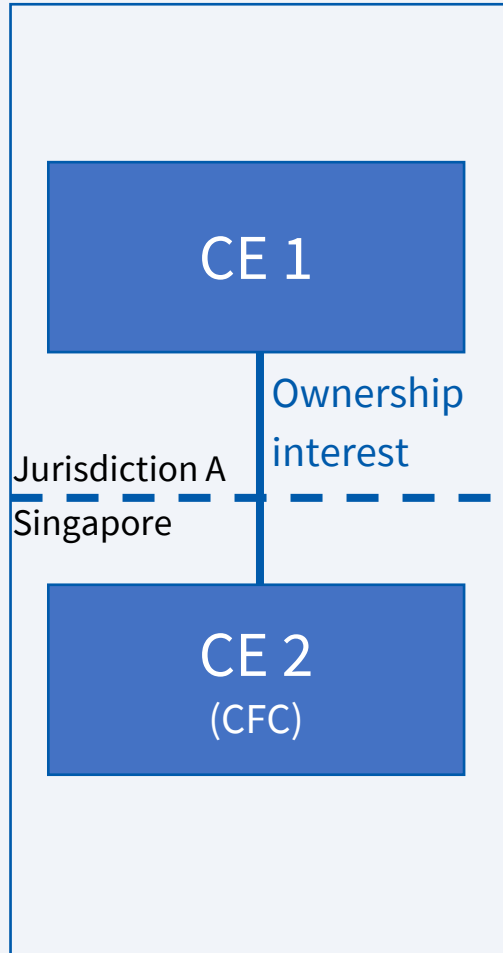 CE 1
Ownership
interest
Jurisdiction A
Singapore
CE 2
(CFC)